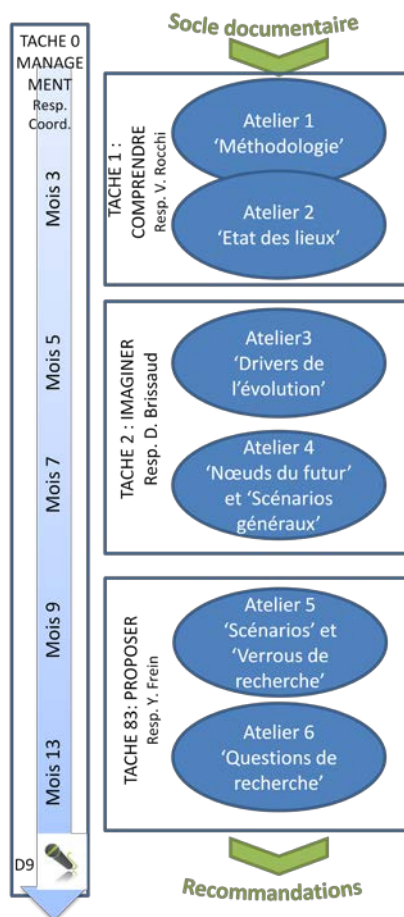 Socle documentaire
TACHE 0
MANAGE
MENT
Resp.
Coord.
Mois 3
Mois 5
Mois 7
Mois 9
Mois 13
D9
TACHE 1 :
COMPRENDRE
Resp. V. Rocchi
Atelier 1
‘Méthodologie’
Atelier 2
‘Etat des lieux’
TACHE 2 : IMAGINER
Resp. D. Brissaud
Atelier3
‘Drivers de
l’évolution’
Atelier 4
‘Nœuds du futur’
et ‘Scénarios
généraux’
TACHE 83: PROPOSER
Resp. Y. Frein
Atelier 5
‘Scénarios’ et
‘Verrous de
recherche’
Atelier 6
‘Questions de
recherche’
Recommandations